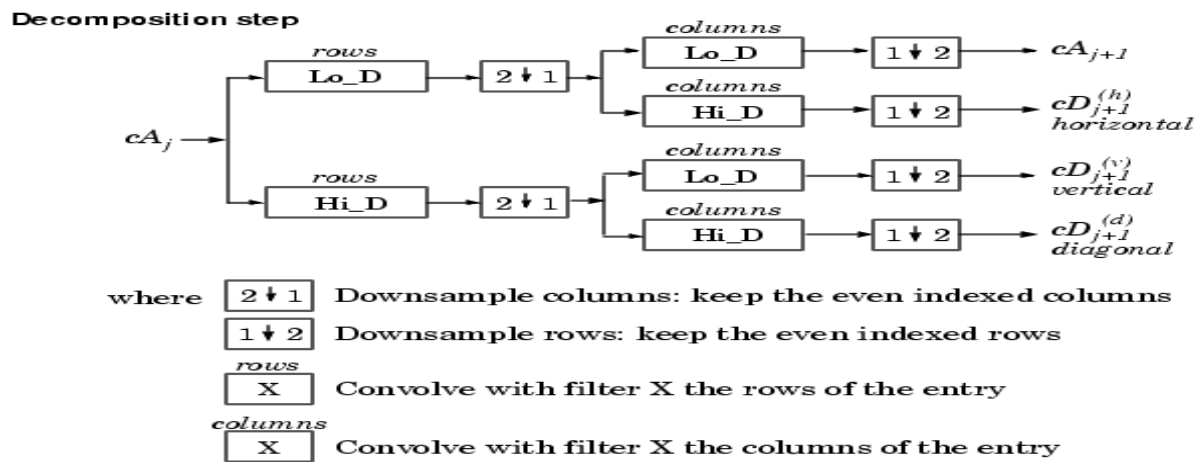 Decomposition step
rows
Lo_D
2 ↓ 1
columns
Lo_D
1 ↓ 2
cA_{j+1}
columns
Hi_D
1 ↓ 2
cD_{j+1}^{(h)}
horizontal
cA_j
rows
Hi_D
2 ↓ 1
columns
Lo_D
1 ↓ 2
cD_{j+1}^{(v)}
vertical
columns
Hi_D
1 ↓ 2
cD_{j+1}^{(d)}
diagonal
where 2 ↓ 1 Downsample columns: keep the even indexed columns
1 ↓ 2 Downsample rows: keep the even indexed rows
rows
X Convolve with filter X the rows of the entry
columns
X Convolve with filter X the columns of the entry